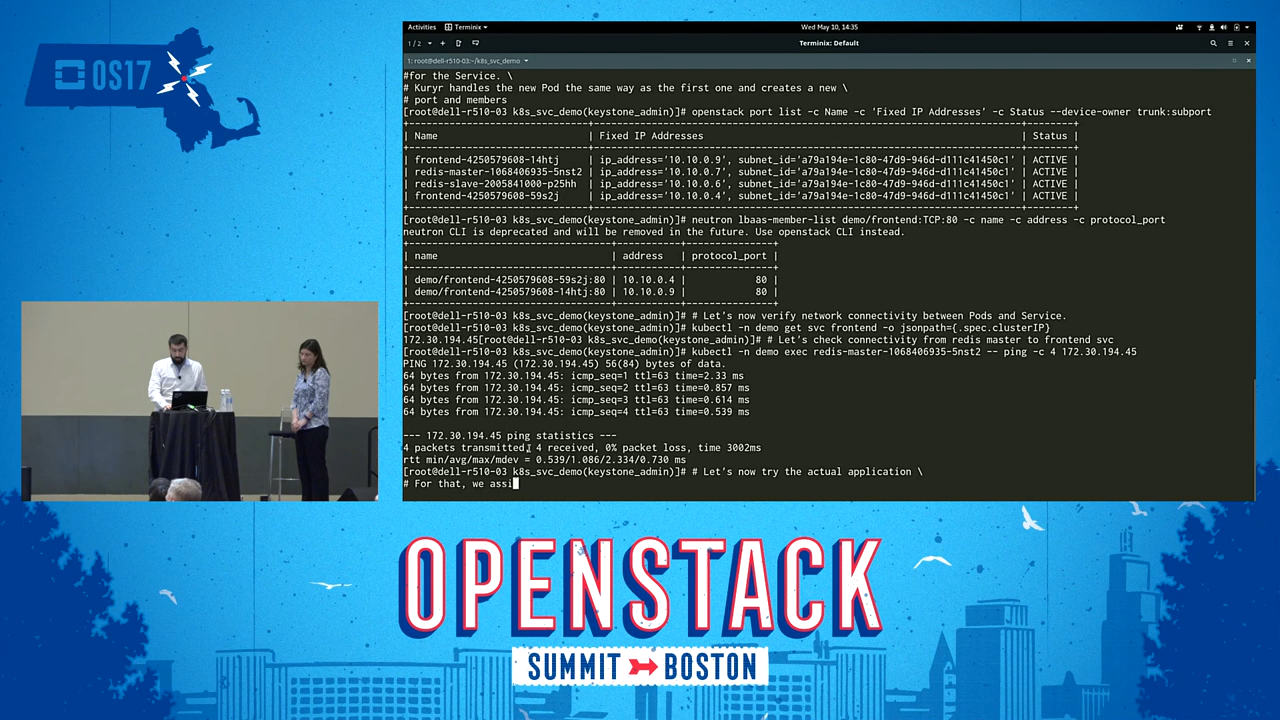 OS17
Activities
Terminix
Wed May 10, 14:35
1 / 2
Terminix: Default
1: root@dell-r510-03:~/k8s_svc_demo
#for the Service. \
# Kuryr handles the new Pod the same way as the first one and creates a new \
# port and members
[root@dell-r510-03 k8s_svc_demo(keystone_admin)]# openstack port list -c Name -c 'Fixed IP Addresses' -c Status --device-owner trunk:subport
| Name | Fixed IP Addresses | Status |
| frontend-4250579608-14htj | ip_address='10.10.0.9', subnet_id='a79a194e-1c80-47d9-946d-d111c41450c1' | ACTIVE |
| redis-master-1068406935-5nst2 | ip_address='10.10.0.7', subnet_id='a79a194e-1c80-47d9-946d-d111c41450c1' | ACTIVE |
| redis-slave-2005841000-p25hh | ip_address='10.10.0.6', subnet_id='a79a194e-1c80-47d9-946d-d111c41450c1' | ACTIVE |
| frontend-4250579608-59s2j | ip_address='10.10.0.4', subnet_id='a79a194e-1c80-47d9-946d-d111c41450c1' | ACTIVE |
[root@dell-r510-03 k8s_svc_demo(keystone_admin)]# neutron lbaas-member-list demo/frontend:TCP:80 -c name -c address -c protocol_port
neutron CLI is deprecated and will be removed in the future. Use openstack CLI instead.
| name | address | protocol_port |
| demo/frontend-4250579608-59s2j:80 | 10.10.0.4 | 80 |
| demo/frontend-4250579608-14htj:80 | 10.10.0.9 | 80 |
[root@dell-r510-03 k8s_svc_demo(keystone_admin)]# # Let's now verify network connectivity between Pods and Service.
[root@dell-r510-03 k8s_svc_demo(keystone_admin)]# kubectl -n demo get svc frontend -o jsonpath={.spec.clusterIP}
172.30.194.45[root@dell-r510-03 k8s_svc_demo(keystone_admin)]# # Let's check connectivity from redis master to frontend svc
[root@dell-r510-03 k8s_svc_demo(keystone_admin)]# kubectl -n demo exec redis-master-1068406935-5nst2 -- ping -c 4 172.30.194.45
PING 172.30.194.45 (172.30.194.45) 56(84) bytes of data.
64 bytes from 172.30.194.45: icmp_seq=1 ttl=63 time=2.33 ms
64 bytes from 172.30.194.45: icmp_seq=2 ttl=63 time=0.857 ms
64 bytes from 172.30.194.45: icmp_seq=3 ttl=63 time=0.614 ms
64 bytes from 172.30.194.45: icmp_seq=4 ttl=63 time=0.539 ms
--- 172.30.194.45 ping statistics ---
4 packets transmitted, 4 received, 0% packet loss, time 3002ms
rtt min/avg/max/mdev = 0.539/1.086/2.334/0.730 ms
[root@dell-r510-03 k8s_svc_demo(keystone_admin)]# # Let's now try the actual application \
# For that, we assi
OPENSTACK
SUMMIT BOSTON